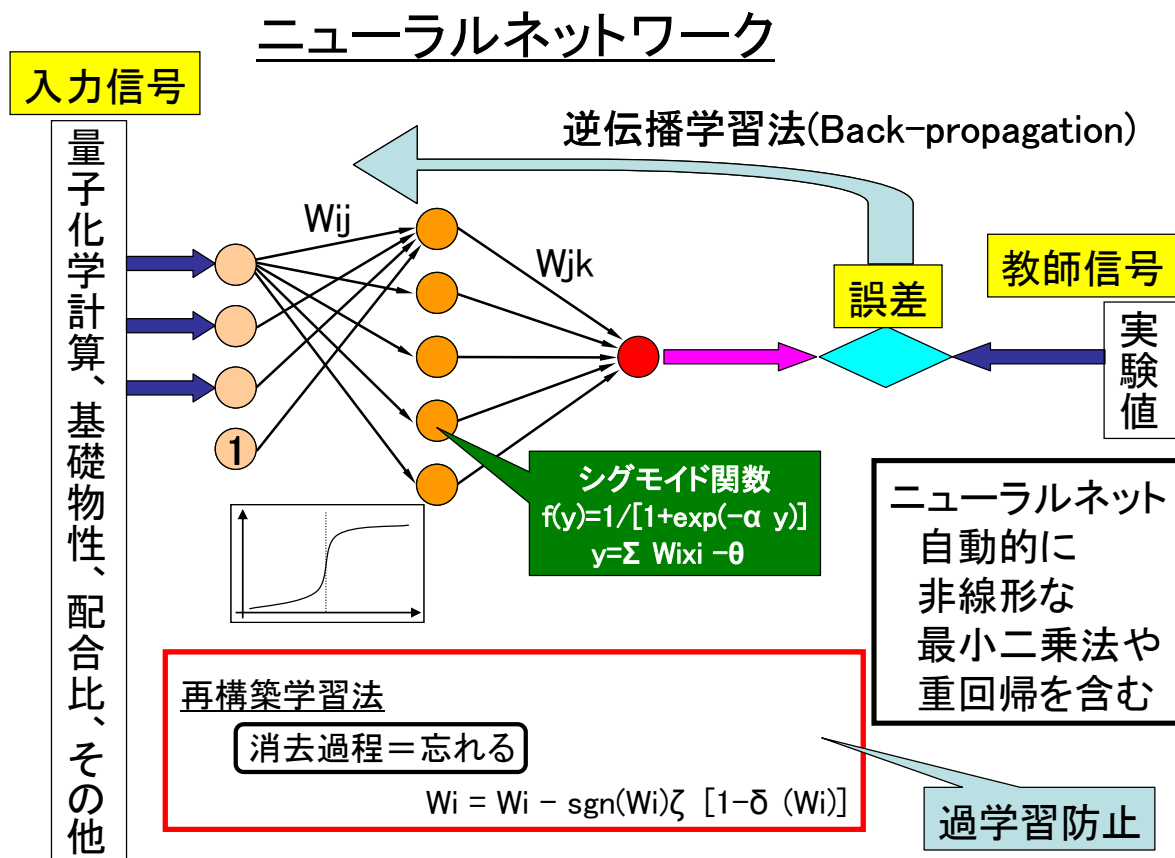 ニューラルネットワーク
入力信号
量子化学計算、基礎物性、配合比、その他
逆伝播学習法(Back-propagation)
Wij
Wjk
誤差
教師信号
実験値
1
シグモイド関数
f(y)=1/[1+exp(-α y)]
y=Σ Wixi -θ
ニューラルネット
自動的に
非線形な
最小二乗法や
重回帰を含む
再構築学習法
消去過程＝忘れる
Wi = Wi - sgn(Wi)ζ [1-δ (Wi)]
過学習防止